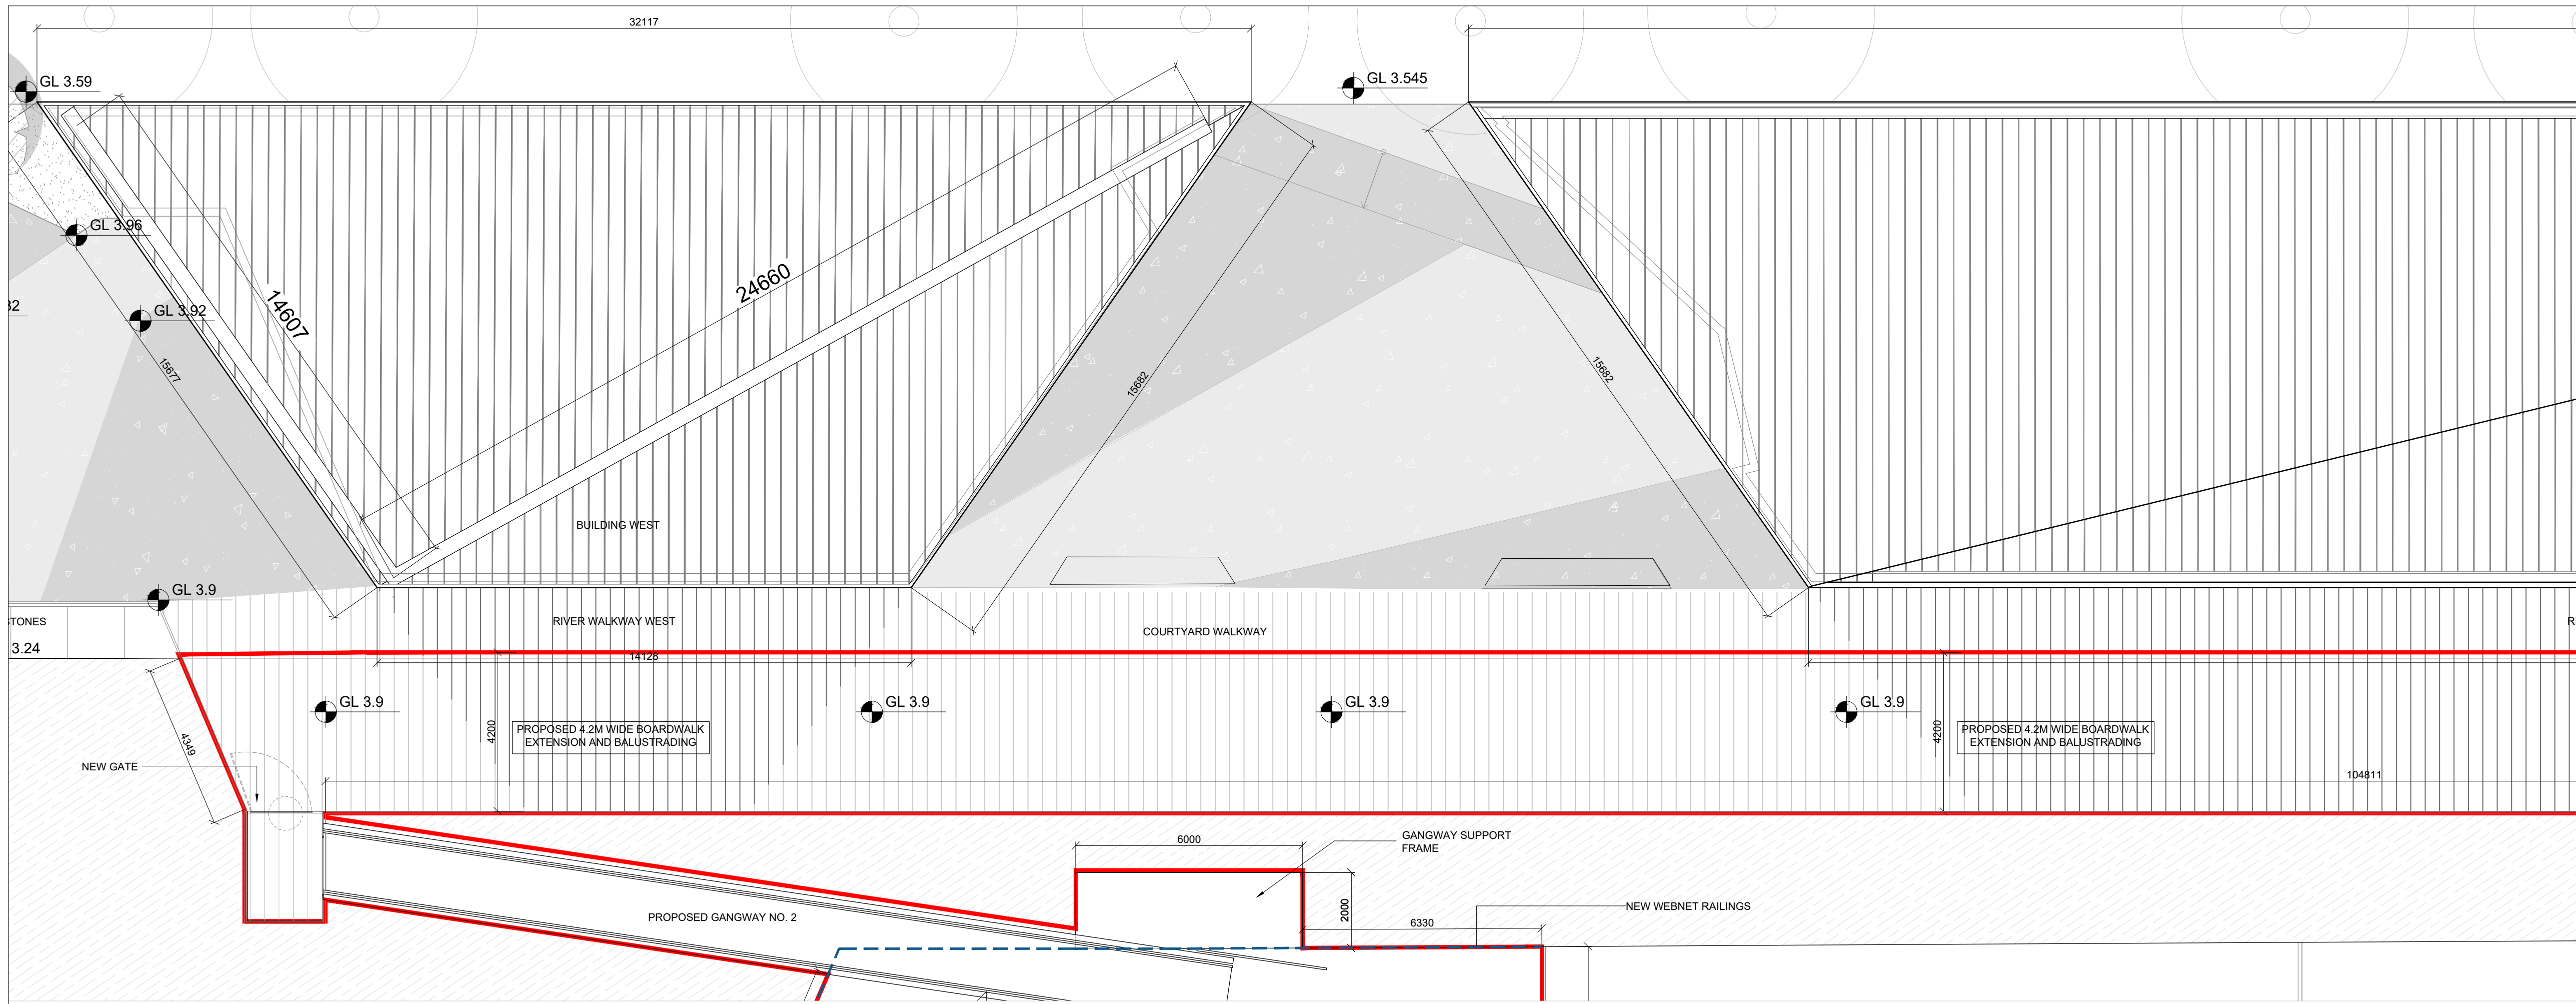 32117
GL 3.59
GL 3.545
GL 3.96
GL 3.92
32
14607
24660
15677
15682
15682
BUILDING WEST
GL 3.9
STONES
3.24
RIVER WALKWAY WEST
COURTYARD WALKWAY
R
14128
GL 3.9
GL 3.9
GL 3.9
GL 3.9
4349
4200
PROPOSED 4.2M WIDE BOARDWALK
EXTENSION AND BALUSTRADING
4200
PROPOSED 4.2M WIDE BOARDWALK
EXTENSION AND BALUSTRADING
NEW GATE
104811
6000
GANGWAY SUPPORT
FRAME
2000
6330
NEW WEBNET RAILINGS
PROPOSED GANGWAY NO. 2